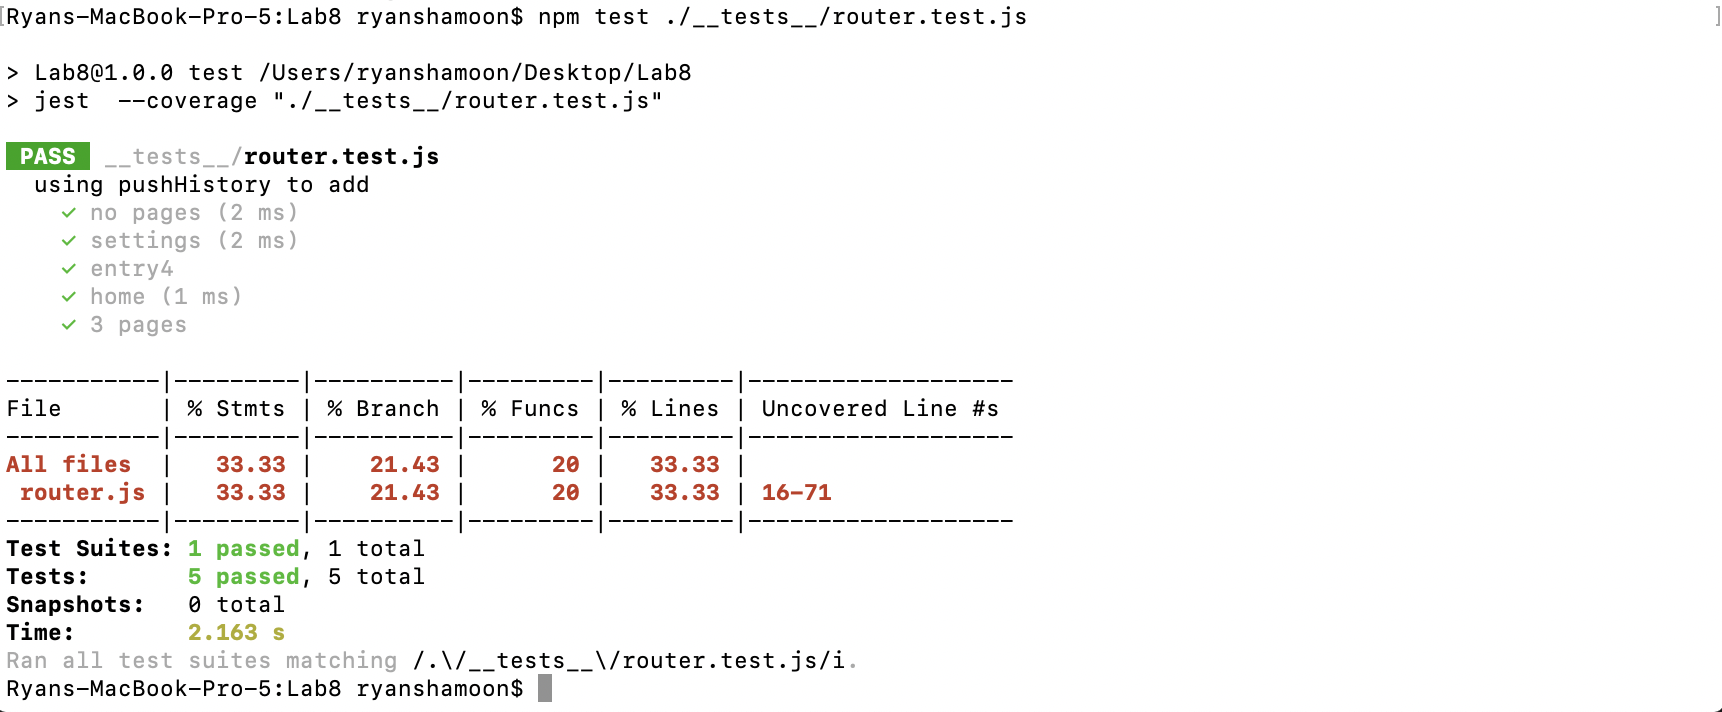 [Ryans-MacBook-Pro-5:Lab8 ryanshamoon$ npm test ./__tests__/router.test.js ]
> Lab8@1.0.0 test /Users/ryanshamoon/Desktop/Lab8
> jest  --coverage "./__tests__/router.test.js"
PASS __tests__/router.test.js
using pushHistory to add
✓ no pages (2 ms)
✓ settings (2 ms)
✓ entry4
✓ home (1 ms)
✓ 3 pages
-----------|---------|----------|---------|---------|-------------------
File       | % Stmts | % Branch | % Funcs | % Lines | Uncovered Line #s
-----------|---------|----------|---------|---------|-------------------
All files  |   33.33 |    21.43 |      20 |   33.33 |
 router.js |   33.33 |    21.43 |      20 |   33.33 | 16-71
-----------|---------|----------|---------|---------|-------------------
Test Suites: 1 passed, 1 total
Tests:       5 passed, 5 total
Snapshots:   0 total
Time:        2.163 s
Ran all test suites matching /.\/__tests__\/router.test.js/i.
Ryans-MacBook-Pro-5:Lab8 ryanshamoon$